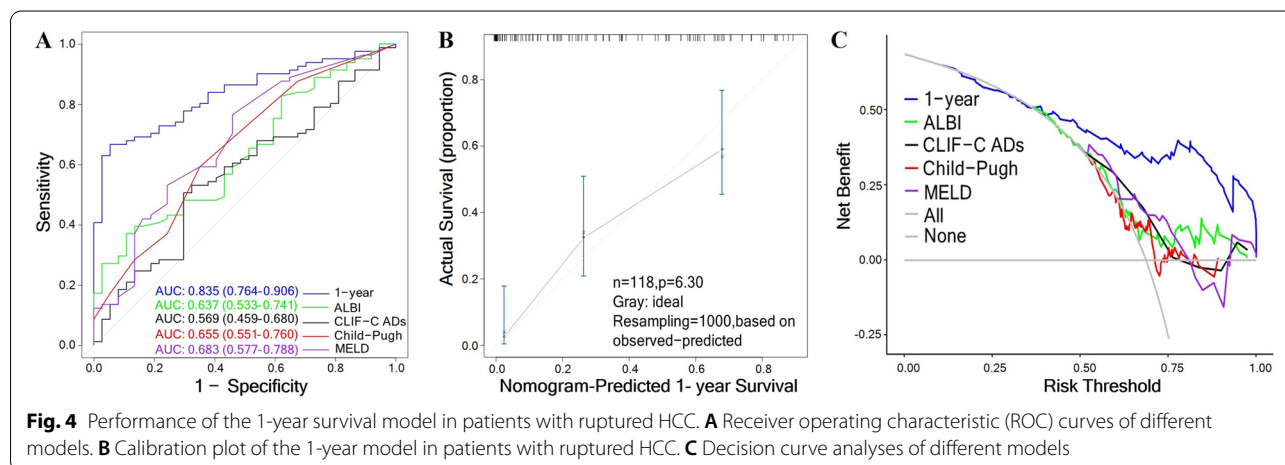 A
1.0
0.8
0.6
0.4
0.2
0.0
Sensitivity
AUC: 0.835 (0.764-0.906) 1-year
AUC: 0.637 (0.533-0.741) ALBI
AUC: 0.569 (0.459-0.680) CLIF-C ADs
AUC: 0.655 (0.551-0.760) Child-Pugh
AUC: 0.683 (0.577-0.788) MELD
0.0 0.2 0.4 0.6 0.8 1.0
1 - Specificity
B
0.8
0.6
0.4
0.2
0.0
Actual Survival (proportion)
n=118,p=6.30
Gray: ideal
Resampling=1000,based on
observed-predicted
0.0 0.2 0.4 0.6 0.8
Nomogram-Predicted 1- year Survival
C
0.50
0.25
0.00
-0.25
Net Benefit
1-year
ALBI
CLIF-C ADs
Child-Pugh
MELD
All
None
0.00 0.25 0.50 0.75 1.00
Risk Threshold
Fig. 4 Performance of the 1-year survival model in patients with ruptured HCC. A Receiver operating characteristic (ROC) curves of different
models. B Calibration plot of the 1-year model in patients with ruptured HCC. C Decision curve analyses of different models